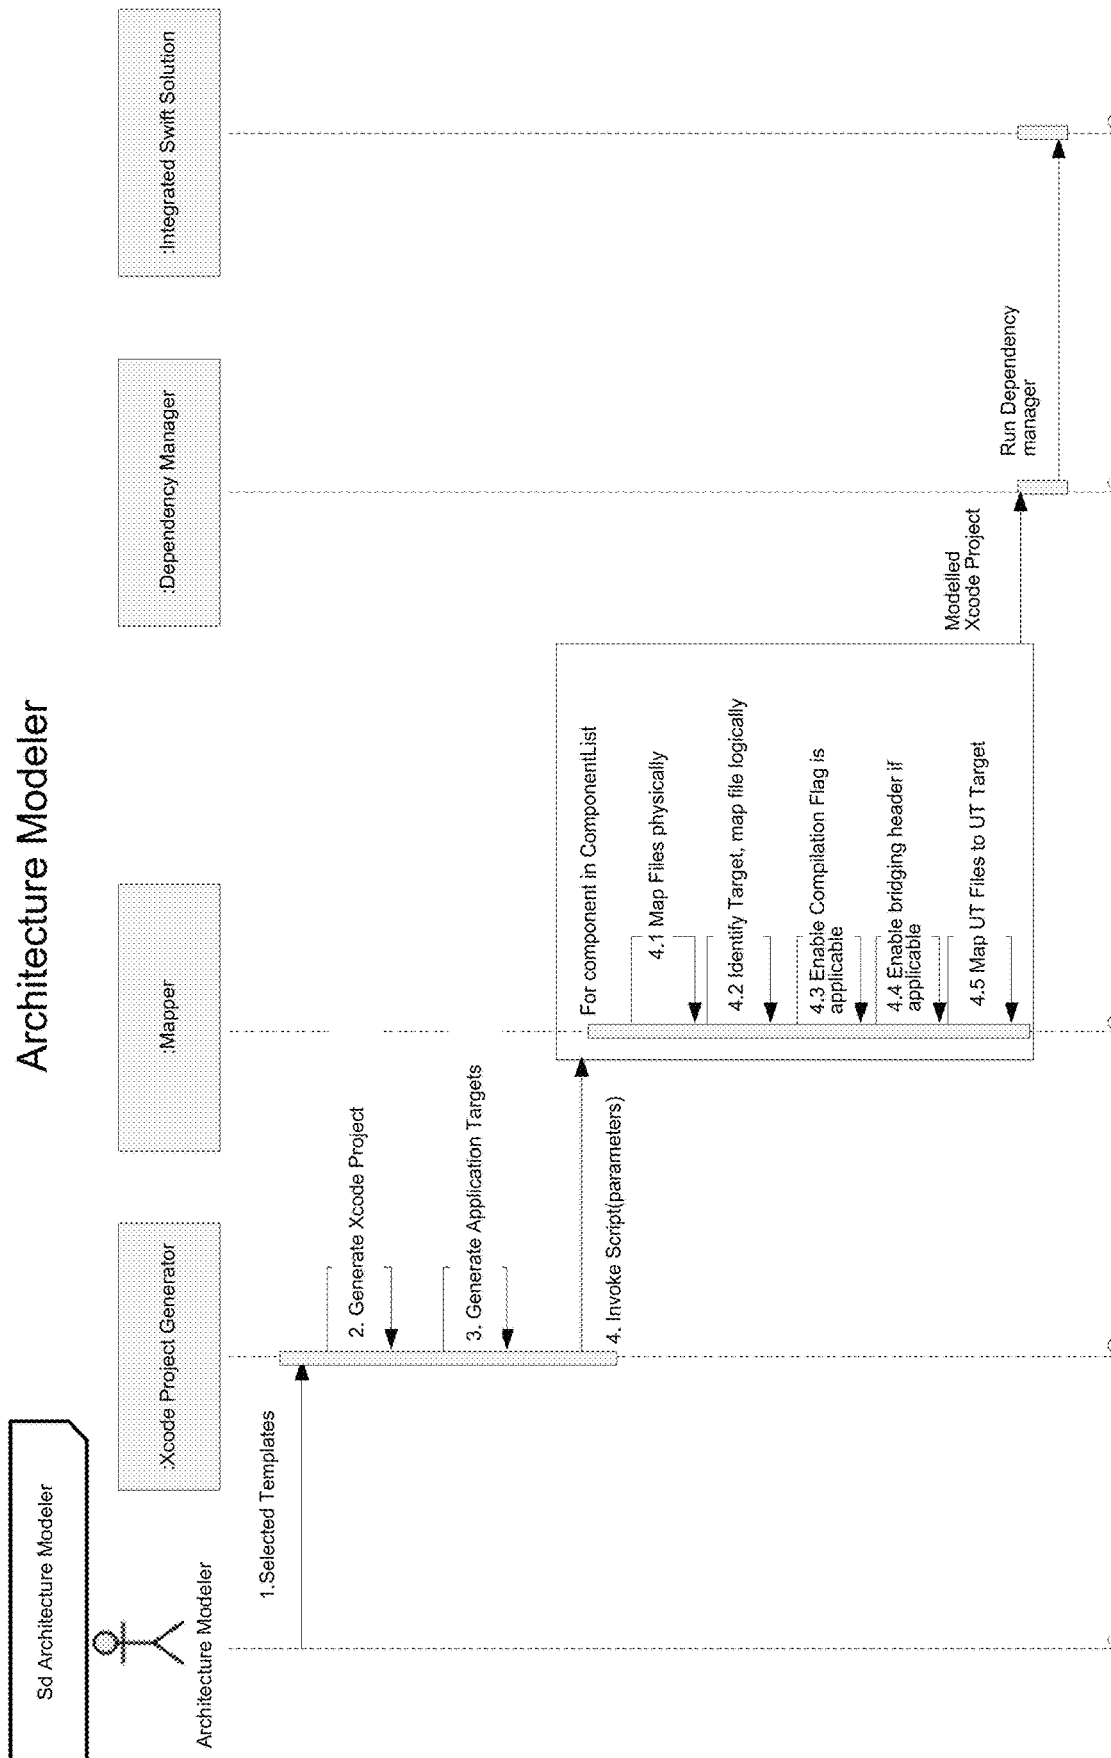 Architecture Modeler
Sd Architecture Modeler
Architecture Modeler
:Xcode Project Generator
:Mapper
:Dependency Manager
:Integrated Swift Solution
1.Selected Templates
2. Generate Xcode Project
3. Generate Application Targets
4. Invoke Script(parameters)
For component in ComponentList
4.1 Map Files physically
4.2 Identify Target, map file logically
4.3 Enable Compilation Flag is
applicable
4.4 Enable bridging header if
applicable
4.5 Map UT Files to UT Target
Modelled
Xcode Project
Run Dependency
manager